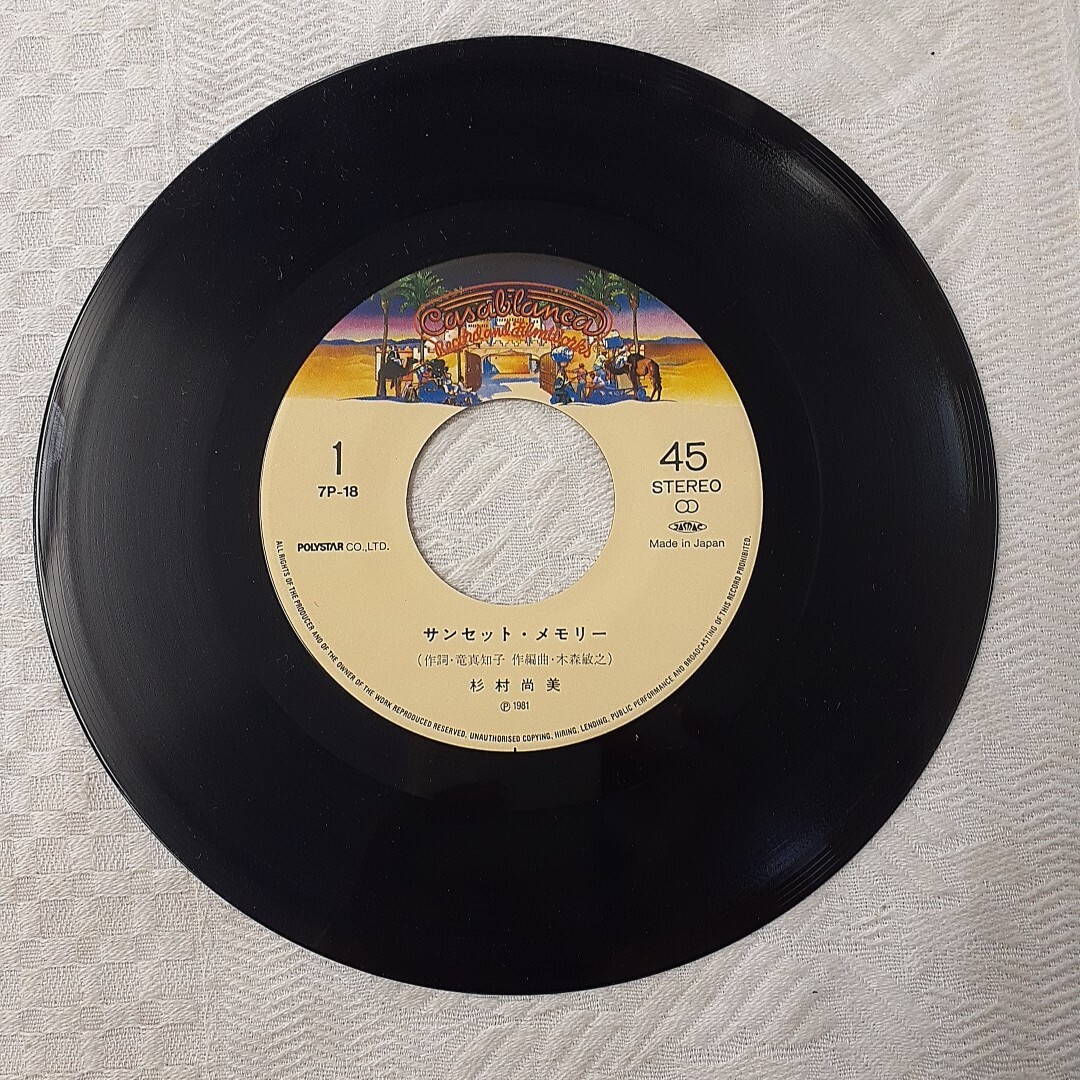 Casablanca
Record and FilmWorks
1
7P-18
45
STEREO
JASRAC
Made in Japan
POLYSTAR CO.,LTD.
サンセット・メモリー
(作詞・竜真知子 作編曲・木森敏之)
杉村尚美
Ⓟ 1981
ALL RIGHTS OF THE PRODUCER AND OF THE OWNER OF THE WORK REPRODUCED RESERVED. UNAUTHORISED COPYING, HIRING, LENDING, PUBLIC PERFORMANCE AND BROADCASTING OF THIS RECORD PROHIBITED.